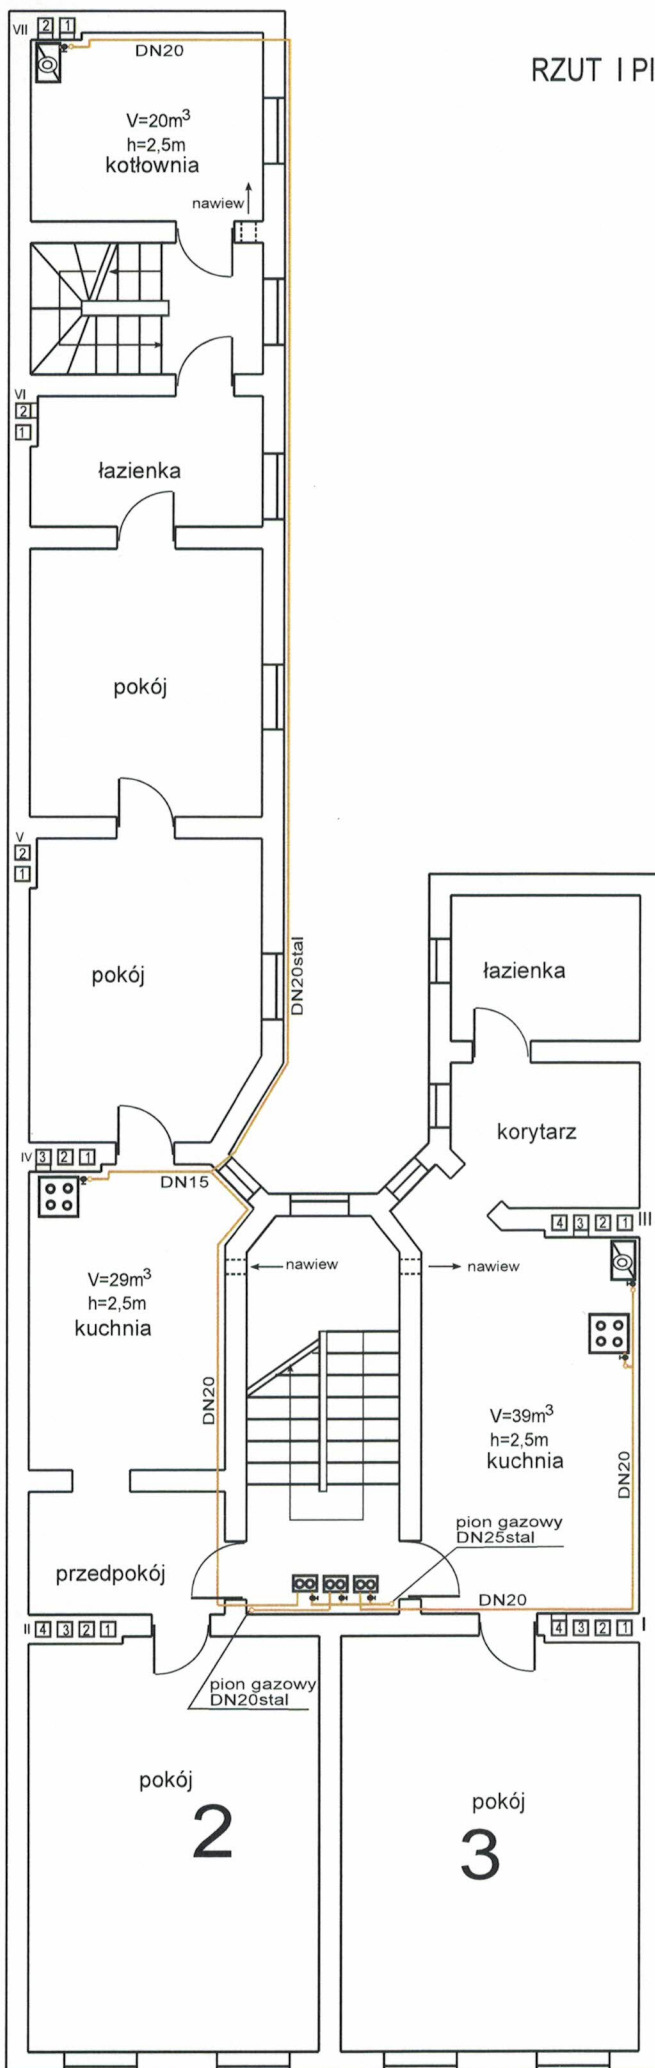 RZUT I PI
VII 2 1
DN20
V=20m³
h=2,5m
kotłownia
nawiew
VI
2
1
łazienka
pokój
V
2
1
pokój
DN20stal
łazienka
korytarz
IV 3 2 1
DN15
4 3 2 1 III
nawiew
nawiew
V=29m³
h=2,5m
kuchnia
DN20
V=39m³
h=2,5m
kuchnia
DN20
pion gazowy
DN25stal
przedpokój
DN20
II 4 3 2 1
4 3 2 1 I
pion gazowy
DN20stal
pokój
2
pokój
3